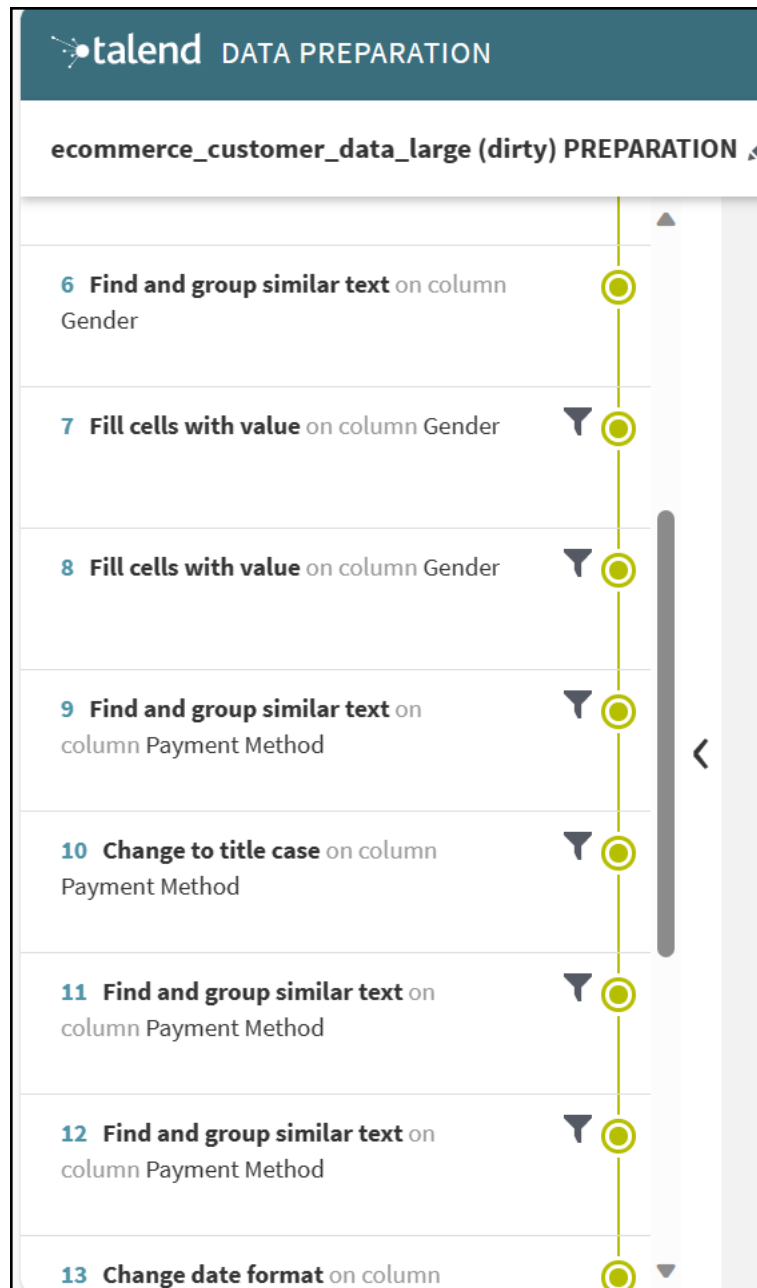 talend DATA PREPARATION
ecommerce_customer_data_large (dirty) PREPARATION
6 Find and group similar text on column
Gender
7 Fill cells with value on column Gender
8 Fill cells with value on column Gender
9 Find and group similar text on
column Payment Method
10 Change to title case on column
Payment Method
11 Find and group similar text on
column Payment Method
12 Find and group similar text on
column Payment Method
13 Change date format on column